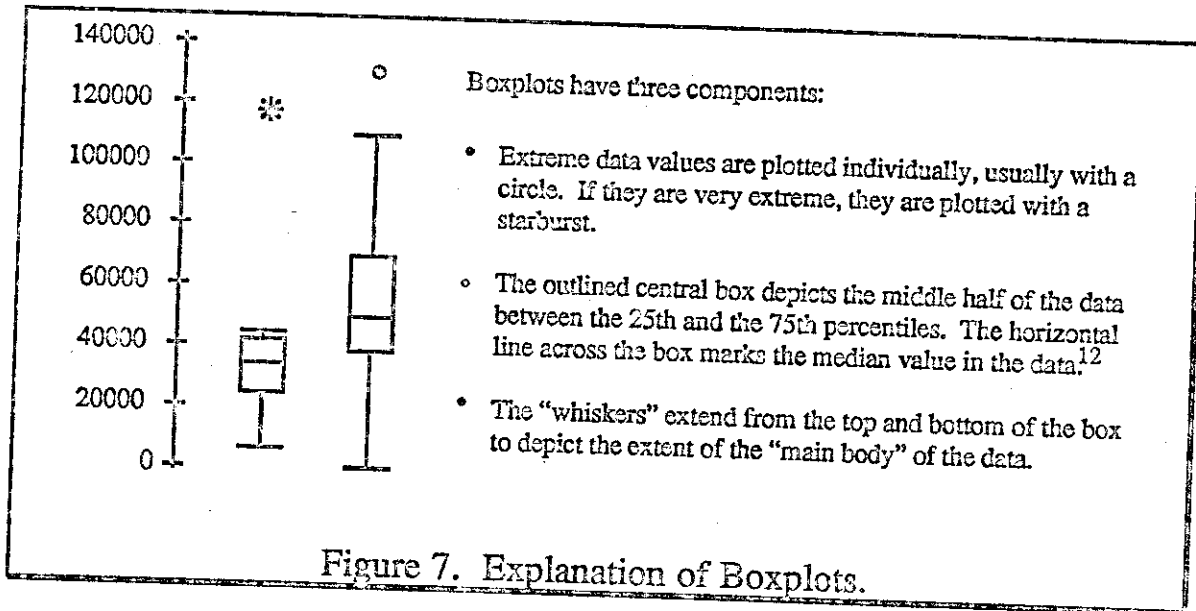 140000
120000
100000
80000
60000
40000
20000
0
Boxplots have three components:
• Extreme data values are plotted individually, usually with a
circle. If they are very extreme, they are plotted with a
starburst.
• The outlined central box depicts the middle half of the data
between the 25th and the 75th percentiles. The horizontal
line across the box marks the median value in the data.12
• The “whiskers” extend from the top and bottom of the box
to depict the extent of the “main body” of the data.
Figure 7. Explanation of Boxplots.